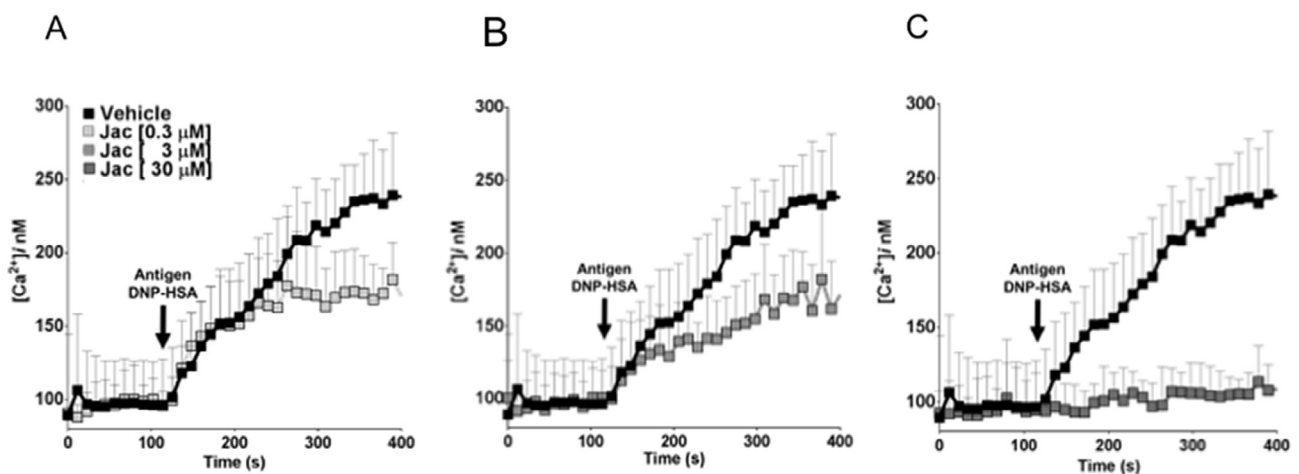 A
300
250
200
150
100
[Ca²⁺]i nM
Vehicle
Jac [0.3 µM]
Jac [ 3 µM]
Jac [ 30 µM]
Antigen
DNP-HSA
0 100 200 300 400
Time (s)
B
300
250
200
150
100
[Ca²⁺]i nM
Antigen
DNP-HSA
0 100 200 300 400
Time (s)
C
300
250
200
150
100
[Ca²⁺]i nM
Antigen
DNP-HSA
0 100 200 300 400
Time (s)